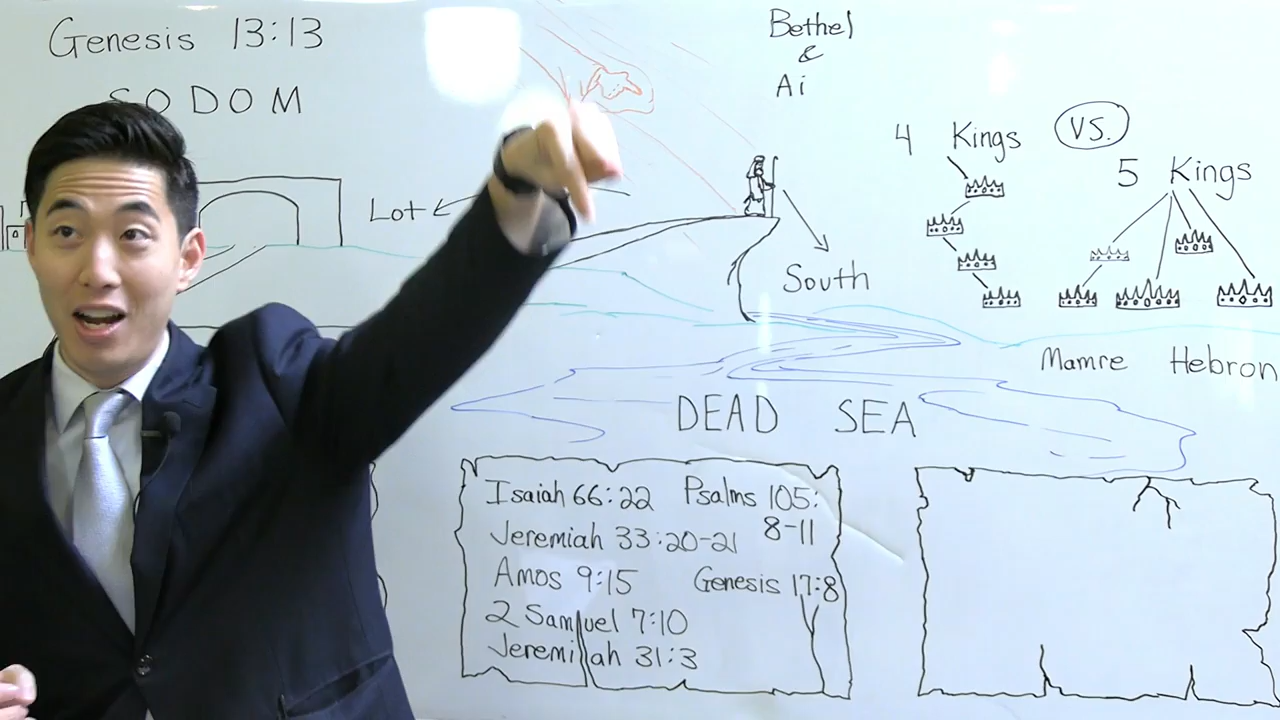 Genesis 13:13
SODOM
Lot
Bethel
&
Ai
South
4 Kings
VS.
5 Kings
Mamre Hebron
DEAD SEA
Isaiah 66:22 Psalms 105:
8-11
Jeremiah 33:20-21
Amos 9:15 Genesis 17:8
2 Samuel 7:10
Jeremiah 31:3